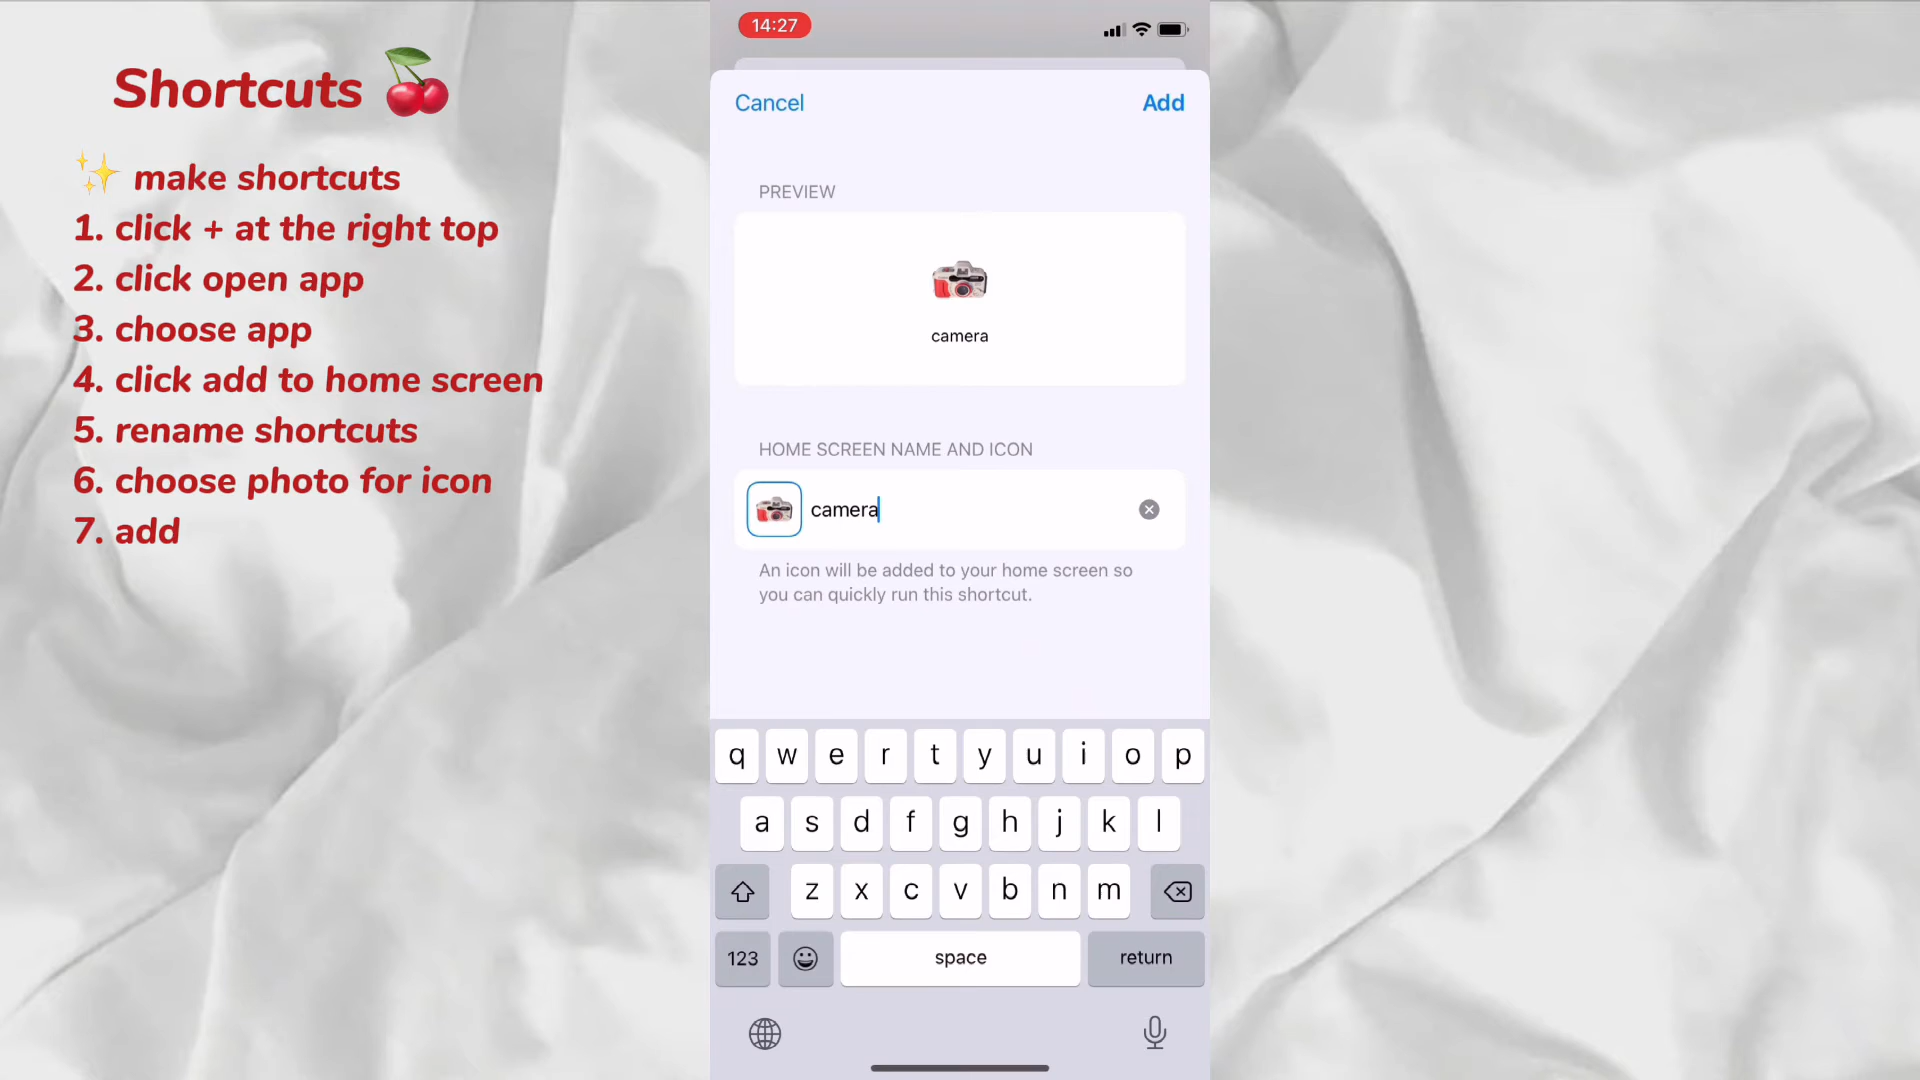 Shortcuts
make shortcuts
1. click + at the right top
2. click open app
3. choose app
4. click add to home screen
5. rename shortcuts
6. choose photo for icon
7. add
14:27
Cancel
Add
PREVIEW
camera
HOME SCREEN NAME AND ICON
camera
An icon will be added to your home screen so
you can quickly run this shortcut.
q w e r t y u i o p
a s d f g h j k l
z x c v b n m
123 space return